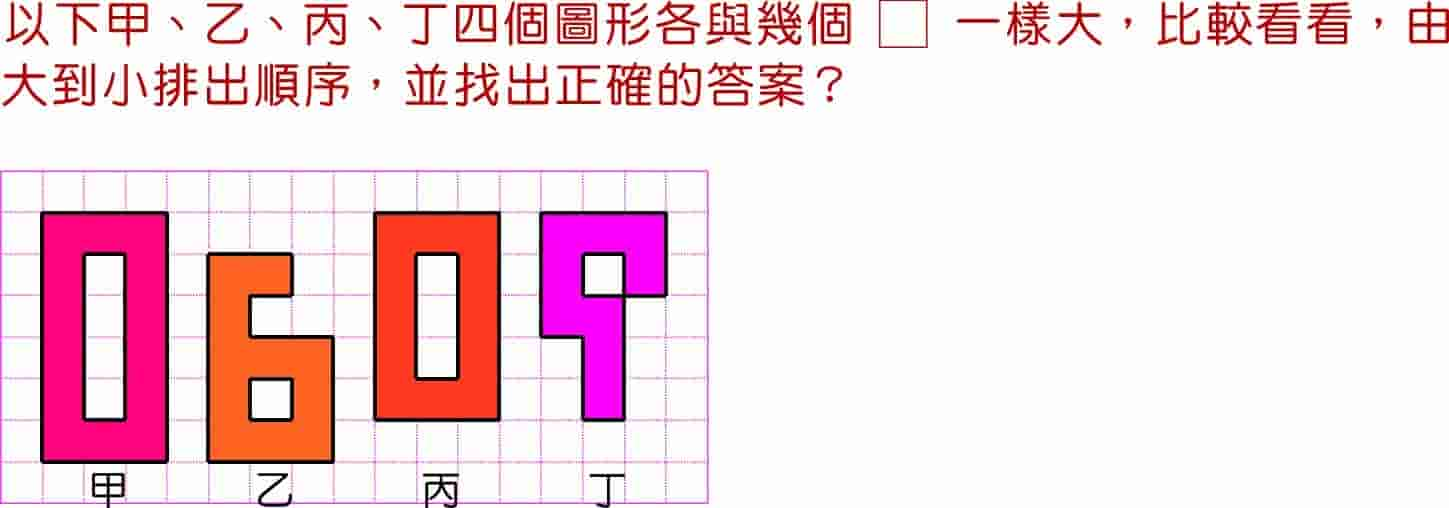 以下甲、乙、丙、丁四個圖形各與幾個 □ 一樣大，比較看看，由
大到小排出順序，並找出正確的答案？
甲 乙 丙 丁